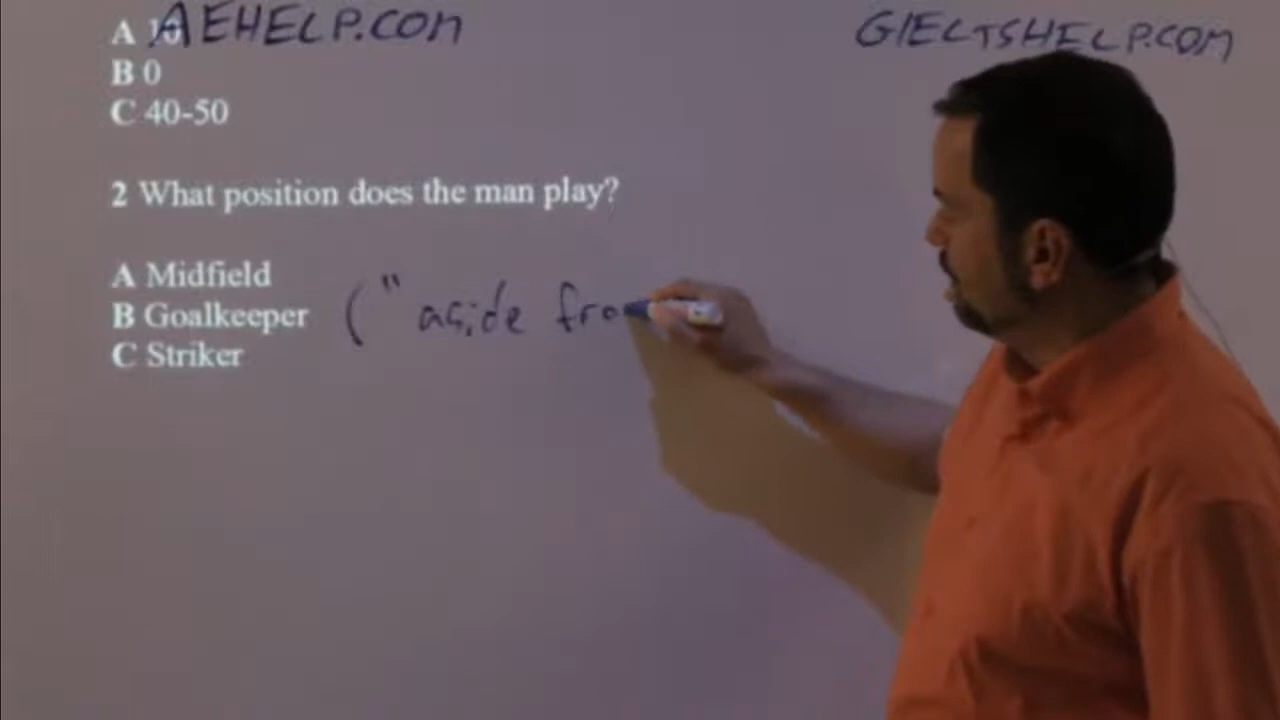 A 10 AEHELP.COM
GIELTSHELP.COM
B 0
C 40-50
2 What position does the man play?
A Midfield
B Goalkeeper (" aside fro
C Striker